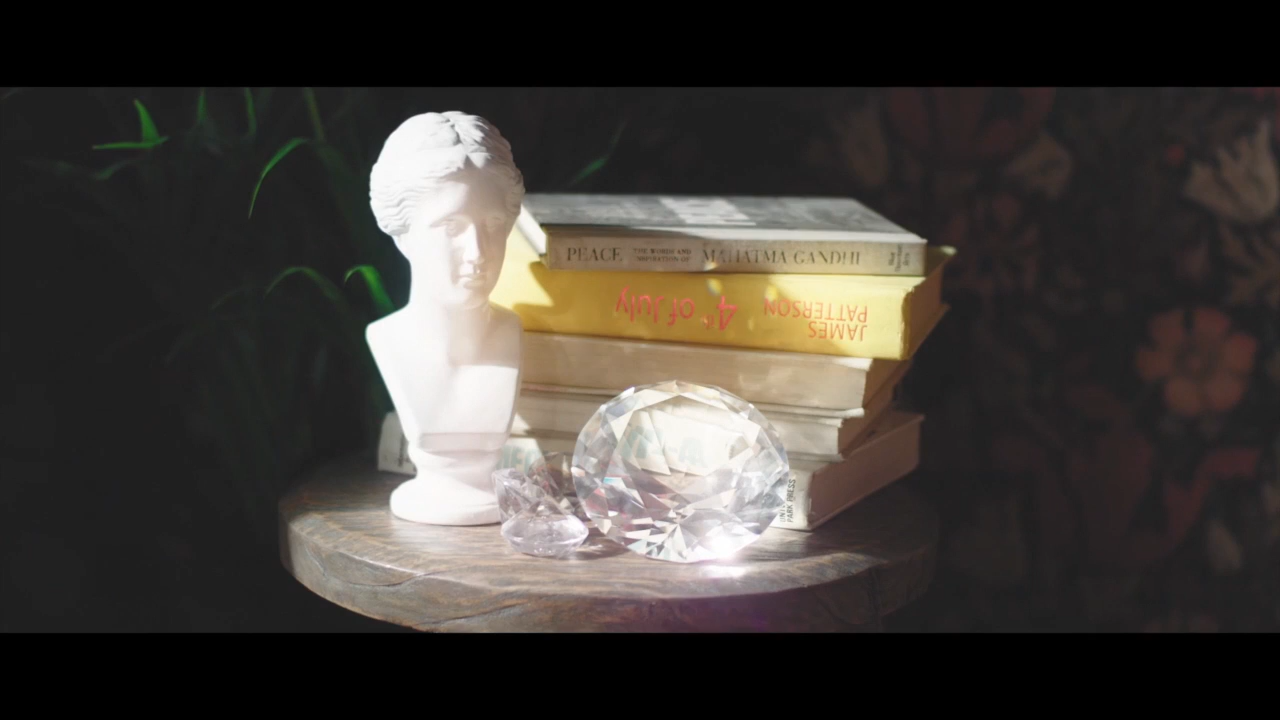 PEACE THE WORDS AND INSPIRATION OF MAHATMA GANDHI
JAMES PATTERSON 4th of July
PARK PRESS